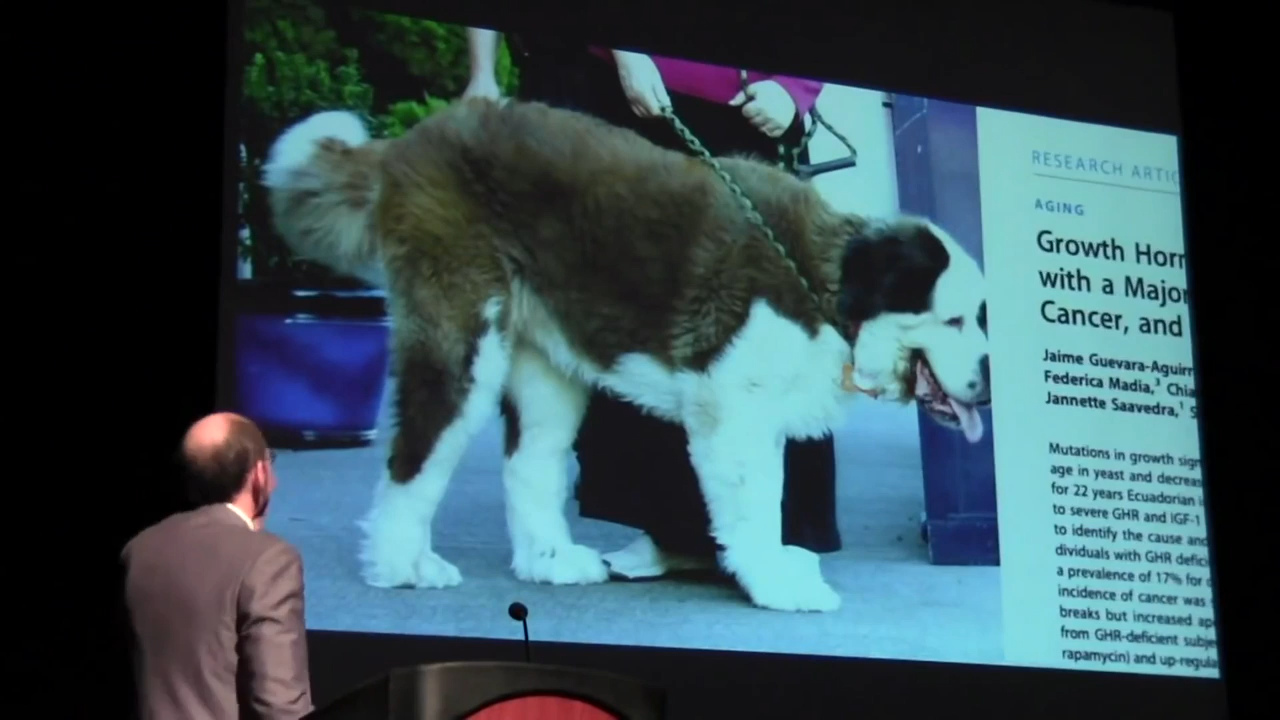 RESEARCH ARTIC
AGING
Growth Horr
with a Major
Cancer, and
Jaime Guevara-Aguirr
Federica Madia,³ Chia
Jannette Saavedra,¹ S
Mutations in growth sign
age in yeast and decreas
for 22 years Ecuadorian i
to severe GHR and IGF-1
to identify the cause and
dividuals with GHR defici
a prevalence of 17% for d
incidence of cancer was
breaks but increased ap
from GHR-deficient subje
rapamycin) and up-regula